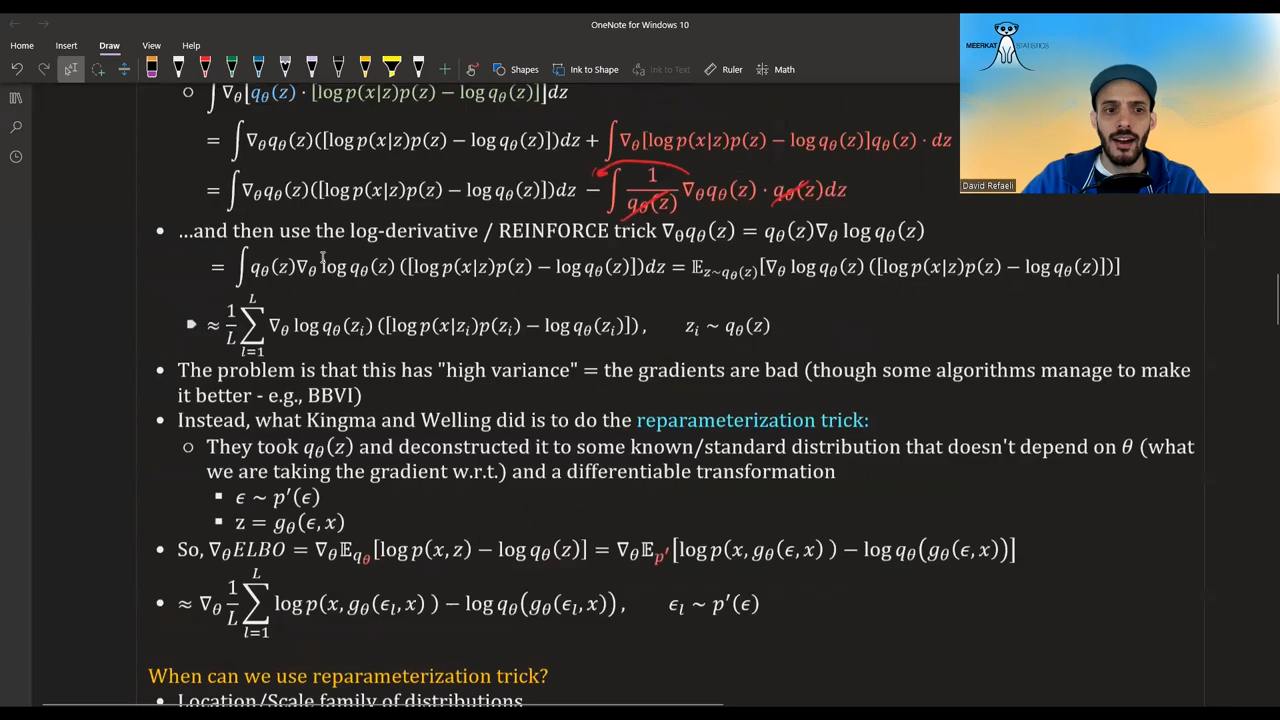 OneNote for Windows 10
Home Insert Draw View Help
Shapes Ink to Shape Ink to Text Ruler Math
MEERKAT STATISTICS
David Refaeli
○ ∫∇θ[qθ(z) · [log p(x|z)p(z) − log qθ(z)]]dz
= ∫∇θqθ(z)([log p(x|z)p(z) − log qθ(z)])dz + ∫∇θ[log p(x|z)p(z) − log qθ(z)]qθ(z) · dz
= ∫∇θqθ(z)([log p(x|z)p(z) − log qθ(z)])dz − ∫ 1/qθ(z) ∇θqθ(z) · qθ(z)dz
• ...and then use the log-derivative / REINFORCE trick ∇θqθ(z) = qθ(z)∇θ log qθ(z)
= ∫qθ(z)∇θ log qθ(z) ([log p(x|z)p(z) − log qθ(z)])dz = 𝔼z~qθ(z)[∇θ log qθ(z) ([log p(x|z)p(z) − log qθ(z)])]
≈ 1/L ∑_{l=1}^{L} ∇θ log qθ(zi) ([log p(x|zi)p(zi) − log qθ(zi)]), zi ~ qθ(z)
• The problem is that this has "high variance" = the gradients are bad (though some algorithms manage to make
it better - e.g., BBVI)
• Instead, what Kingma and Welling did is to do the reparameterization trick:
○ They took qθ(z) and deconstructed it to some known/standard distribution that doesn't depend on θ (what
we are taking the gradient w.r.t.) and a differentiable transformation
▪ ϵ ~ p′(ϵ)
▪ z = gθ(ϵ, x)
• So, ∇θELBO = ∇θ𝔼qθ[log p(x, z) − log qθ(z)] = ∇θ𝔼p′[log p(x, gθ(ϵ, x) ) − log qθ(gθ(ϵ, x))]
• ≈ ∇θ 1/L ∑_{l=1}^{L} log p(x, gθ(ϵl, x) ) − log qθ(gθ(ϵl, x)), ϵl ~ p′(ϵ)
When can we use reparameterization trick?
• Location/Scale family of distributions